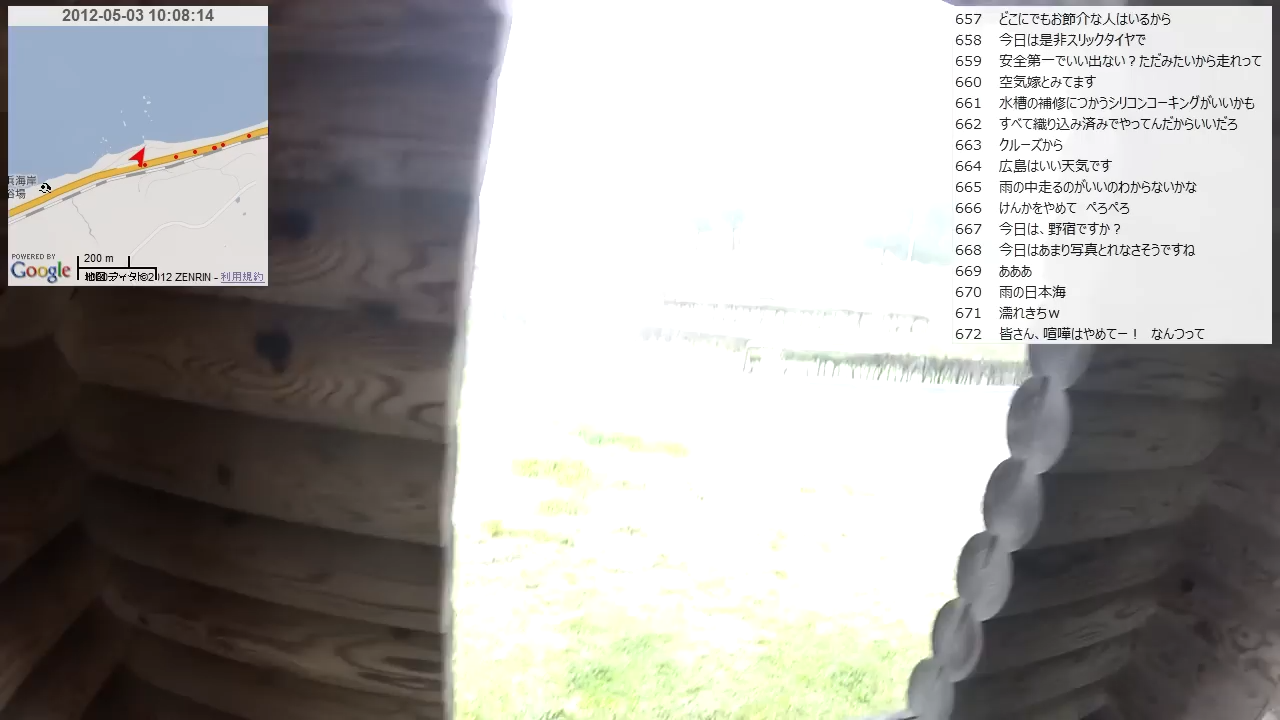 2012-05-03 10:08:14
浜海岸
浴場
POWERED BY
Google
200 m
地図データ©2012 ZENRIN - 利用規約
657 どこにでもお節介な人はいるから
658 今日は是非スリックタイヤで
659 安全第一でいい出ない？ただみたいから走れって
660 空気嫁とみてます
661 水槽の補修につかうシリコンコーキングがいいかも
662 すべて織り込み済みでやってんだからいいだろ
663 クルーズから
664 広島はいい天気です
665 雨の中走るのがいいのわからないかな
666 けんかをやめて ぺろぺろ
667 今日は、野宿ですか？
668 今日はあまり写真とれなさそうですね
669 あああ
670 雨の日本海
671 濡れきちｗ
672 皆さん、喧嘩はやめてー！ なんつって